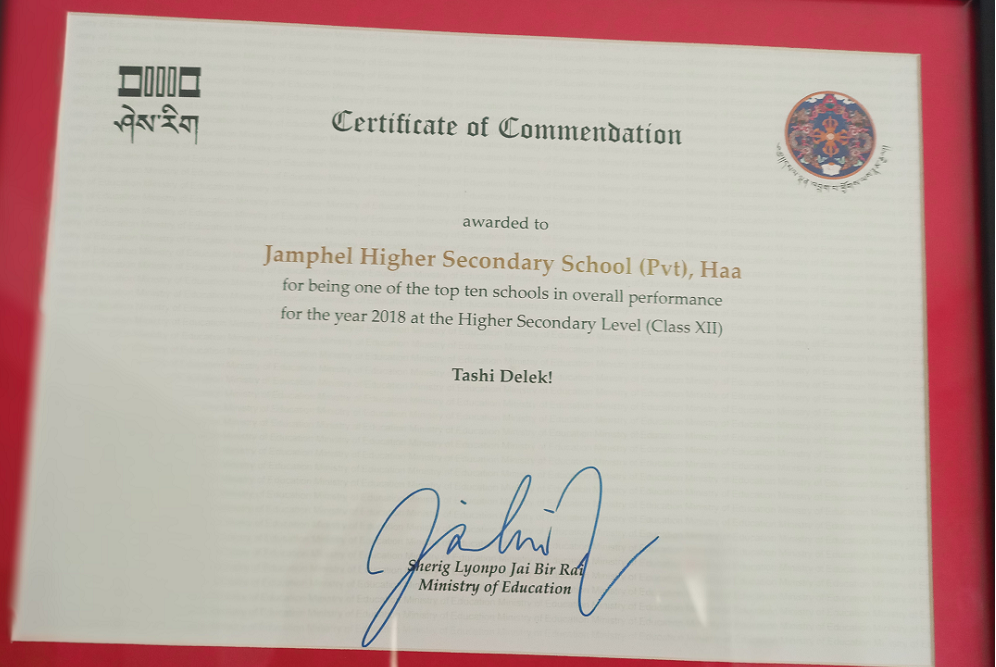 ཤེས་རིག
Certificate of Commendation
awarded to
Jamphel Higher Secondary School (Pvt), Haa
for being one of the top ten schools in overall performance
for the year 2018 at the Higher Secondary Level (Class XII)
Tashi Delek!
Sherig Lyonpo Jai Bir Rai
Ministry of Education